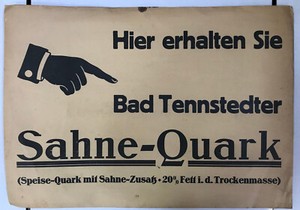 Hier erhalten Sie
Bad Tennstedter
Sahne-Quark
(Speise-Quark mit Sahne-Zusatz • 20% Fett i. d. Trockenmasse)